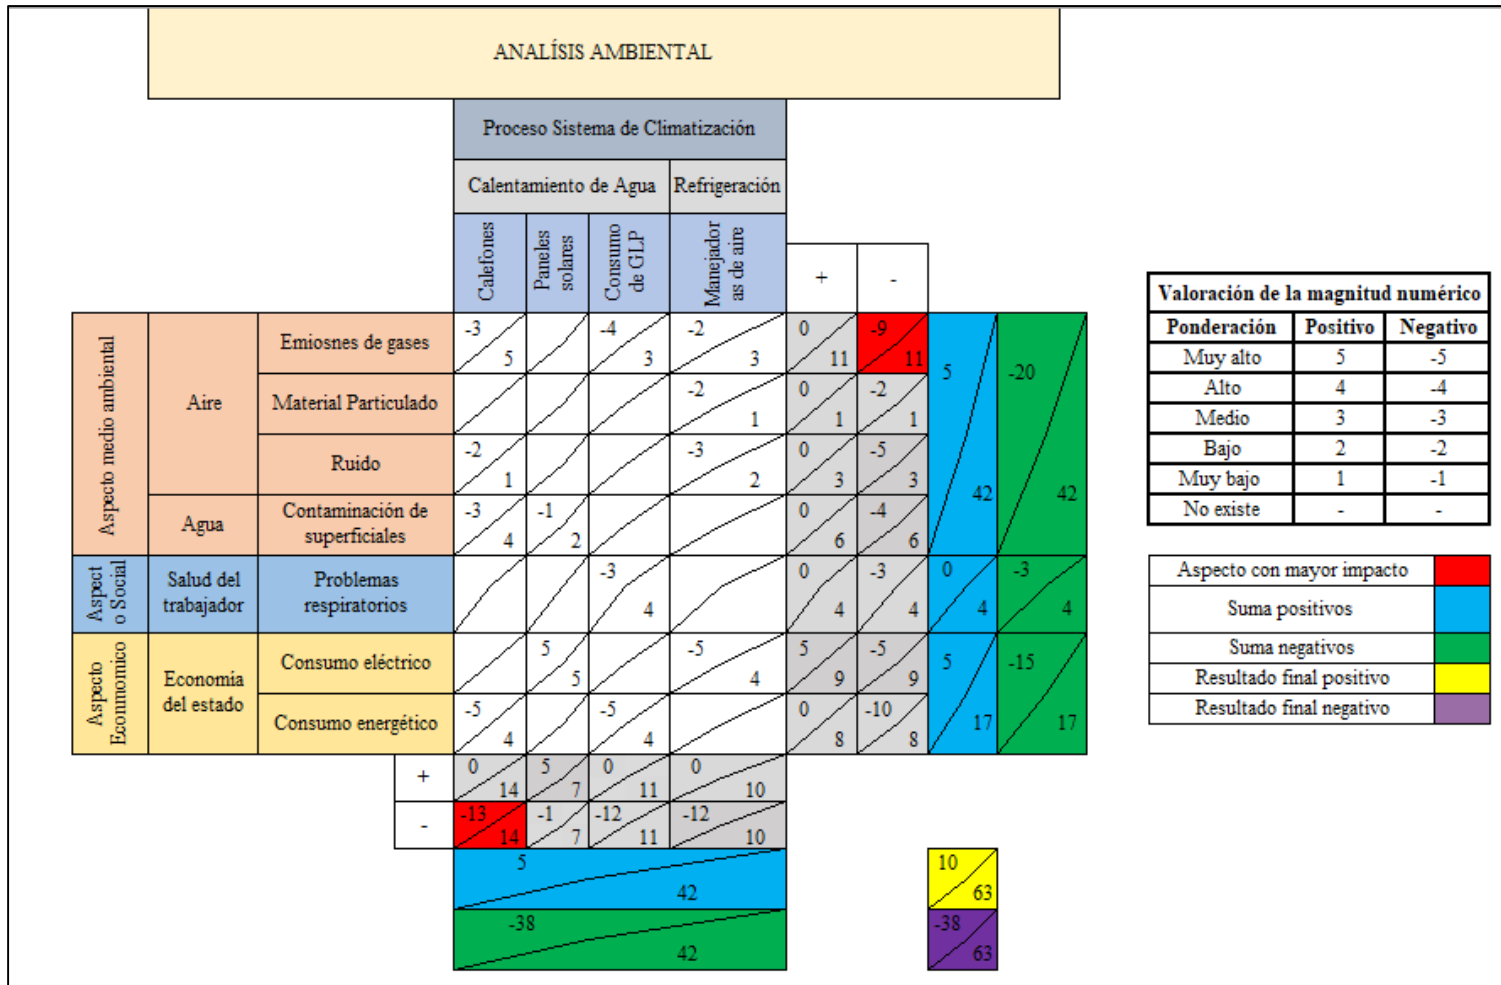 ANALÍSIS AMBIENTAL
Proceso Sistema de Climatización
Calentamiento de Agua Refrigeración
Calefones
Paneles
solares
Consumo
de GLP
Manejador
as de aire
+ -
Aspecto medio ambiental
Aire
Emiosnes de gases
-3 5 -4 3 -2 3 0 11 -9 11
Material Particulado
-2 1 0 1 -2 1
Ruido
-2 1 -3 2 0 3 -5 3
5 42 -20 42
Agua
Contaminación de
superficiales
-3 4 -1 2 0 6 -4 6
Aspect
o Social
Salud del
trabajador
Problemas
respiratorios
-3 4 0 4 -3 4 0 4 -3 4
Aspecto
Econmomico
Economia
del estado
Consumo eléctrico
5 5 -5 4 5 9 -5 9
Consumo energético
-5 4 -5 4 0 8 -10 8
5 17 -15 17
+ 0 14 5 7 0 11 0 10
- -13 14 -1 7 -12 11 -12 10
5 42
-38 42
10 63
-38 63
Valoración de la magnitud numérico
Ponderación Positivo Negativo
Muy alto 5 -5
Alto 4 -4
Medio 3 -3
Bajo 2 -2
Muy bajo 1 -1
No existe - -
Aspecto con mayor impacto
Suma positivos
Suma negativos
Resultado final positivo
Resultado final negativo